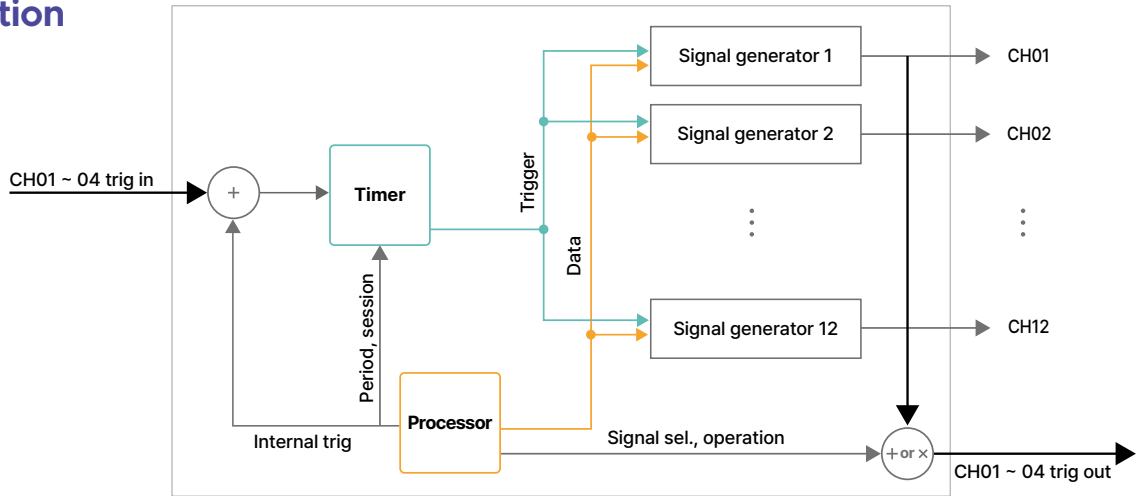 tion
Signal generator 1
CH01
Signal generator 2
CH02
CH01 ~ 04 trig in
+
Timer
Trigger
Data
Period, session
Signal generator 12
CH12
Processor
Internal trig
Signal sel., operation
+ or ×
CH01 ~ 04 trig out